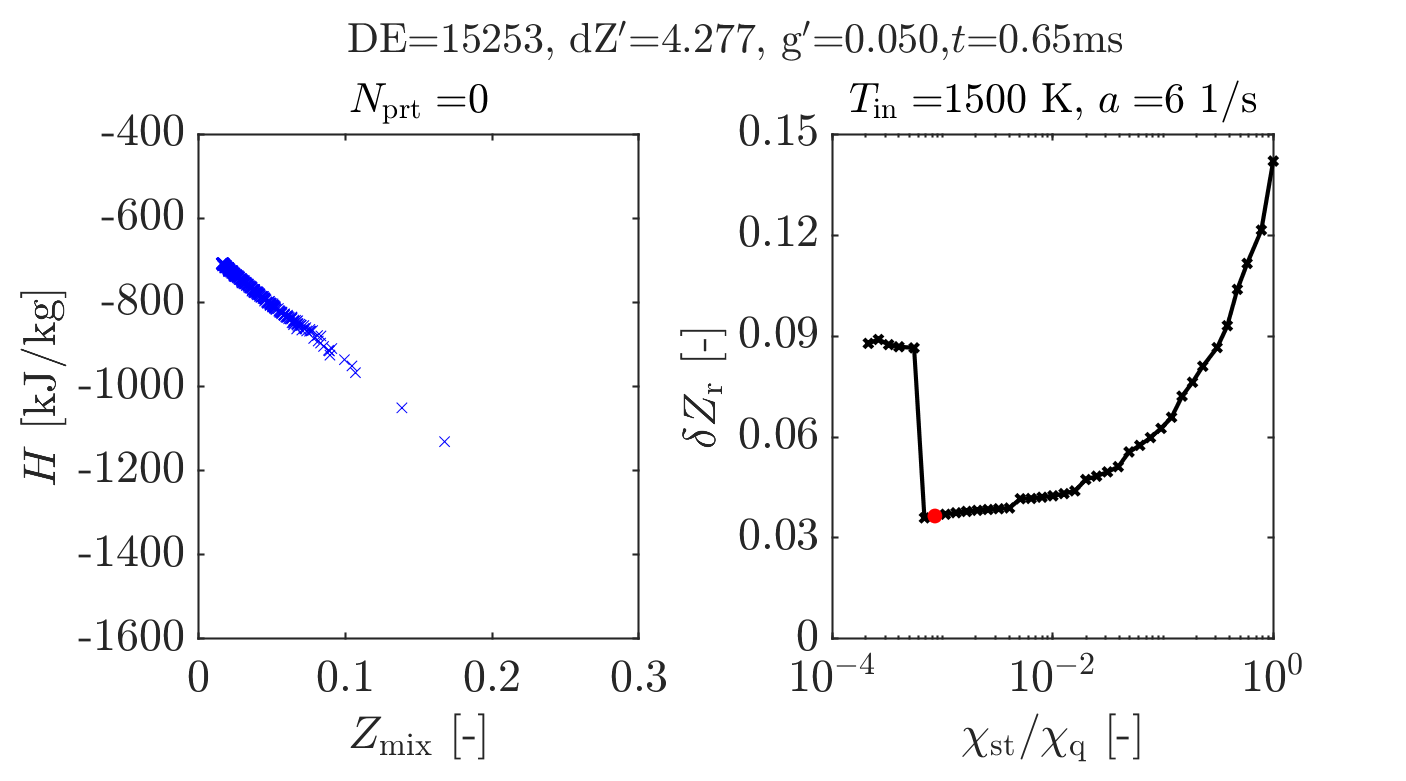 DE=15253, dZ′=4.277, g′=0.050,t=0.65ms
N_prt =0
-400
-600
-800
-1000
-1200
-1400
-1600
H [kJ/kg]
0 0.1 0.2 0.3
Z_mix [-]
T_in =1500 K, a =6 1/s
0.15
0.12
0.09
0.06
0.03
0
δZ_r [-]
10^−4 10^−2 10^0
χ_st/χ_q [-]